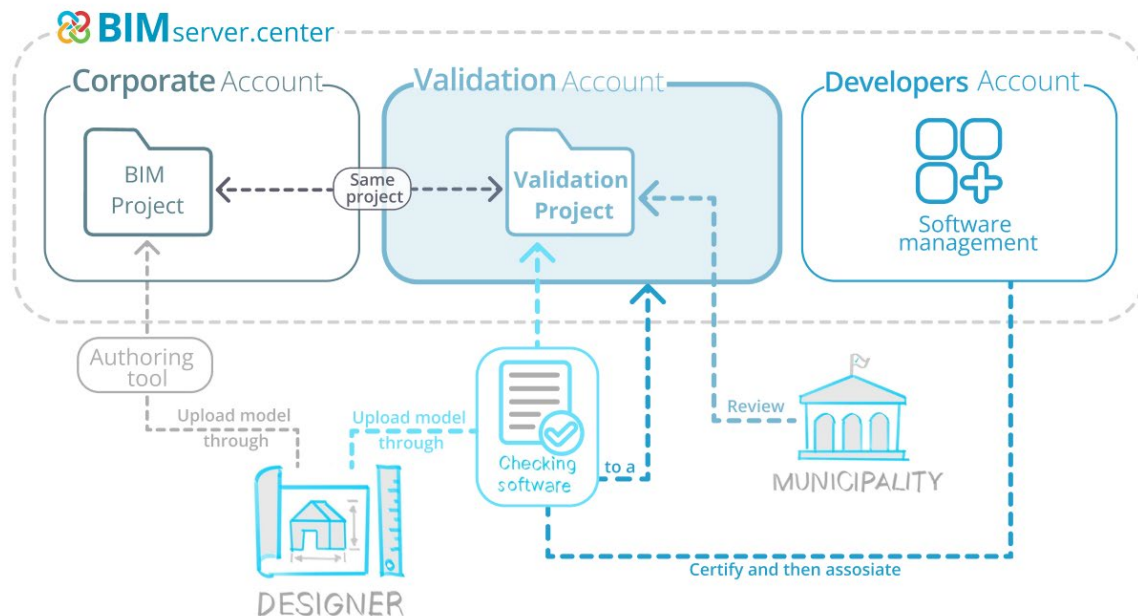 BIMserver.center
Corporate Account
Validation Account
Developers Account
BIM
Project
Same
project
Validation
Project
Software
management
Authoring
tool
Upload model
through
Upload model
through
Checking
software
to a
Review
MUNICIPALITY
Certify and then assosiate
DESIGNER